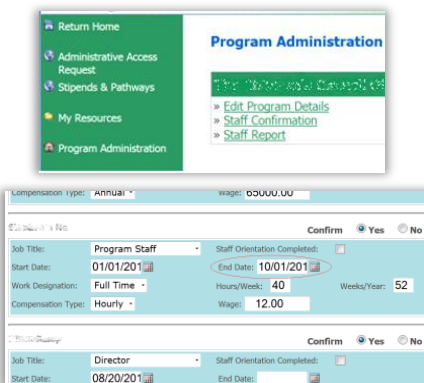 Return Home
Administrative Access
Request
Stipends & Pathways
My Resources
Program Administration
Program Administration
» Edit Program Details
» Staff Confirmation
» Staff Report
Compensation Type: Annual Wage: 65000.00
Confirm Yes No
Job Title: Program Staff Staff Orientation Completed:
Start Date: 01/01/201 End Date: 10/01/201
Work Designation: Full Time Hours/Week: 40 Weeks/Year: 52
Compensation Type: Hourly Wage: 12.00
Confirm Yes No
Job Title: Director Staff Orientation Completed:
Start Date: 08/20/201 End Date: